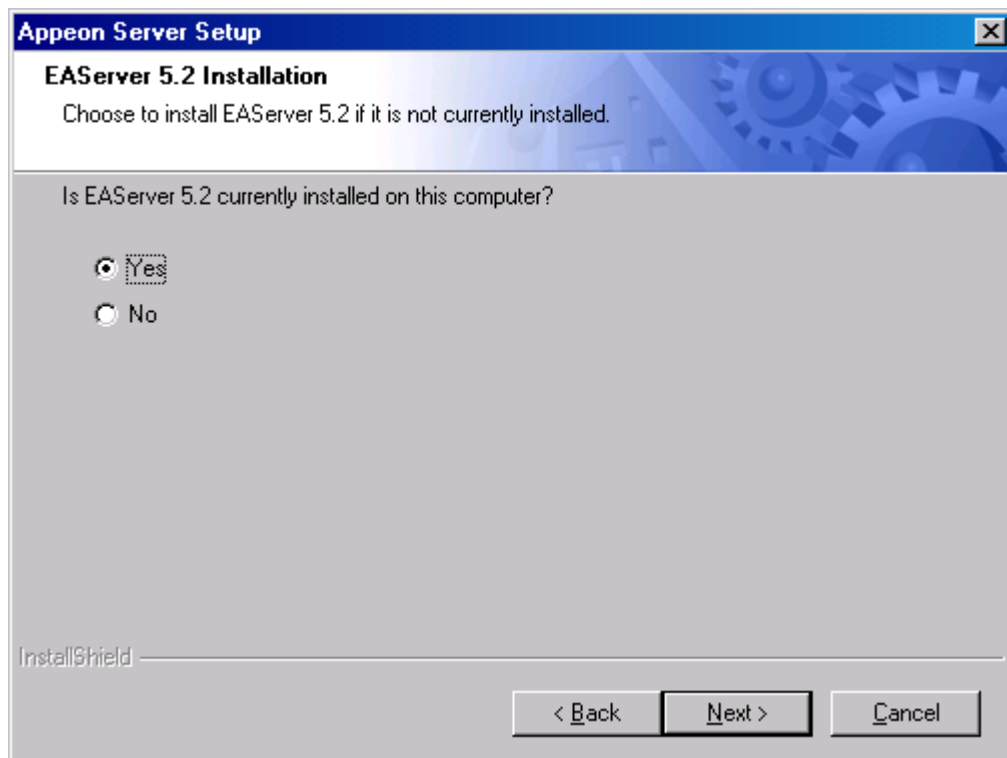 Appeon Server Setup
EAServer 5.2 Installation
Choose to install EAServer 5.2 if it is not currently installed.
Is EAServer 5.2 currently installed on this computer?
Yes
No
InstallShield
< Back
Next >
Cancel